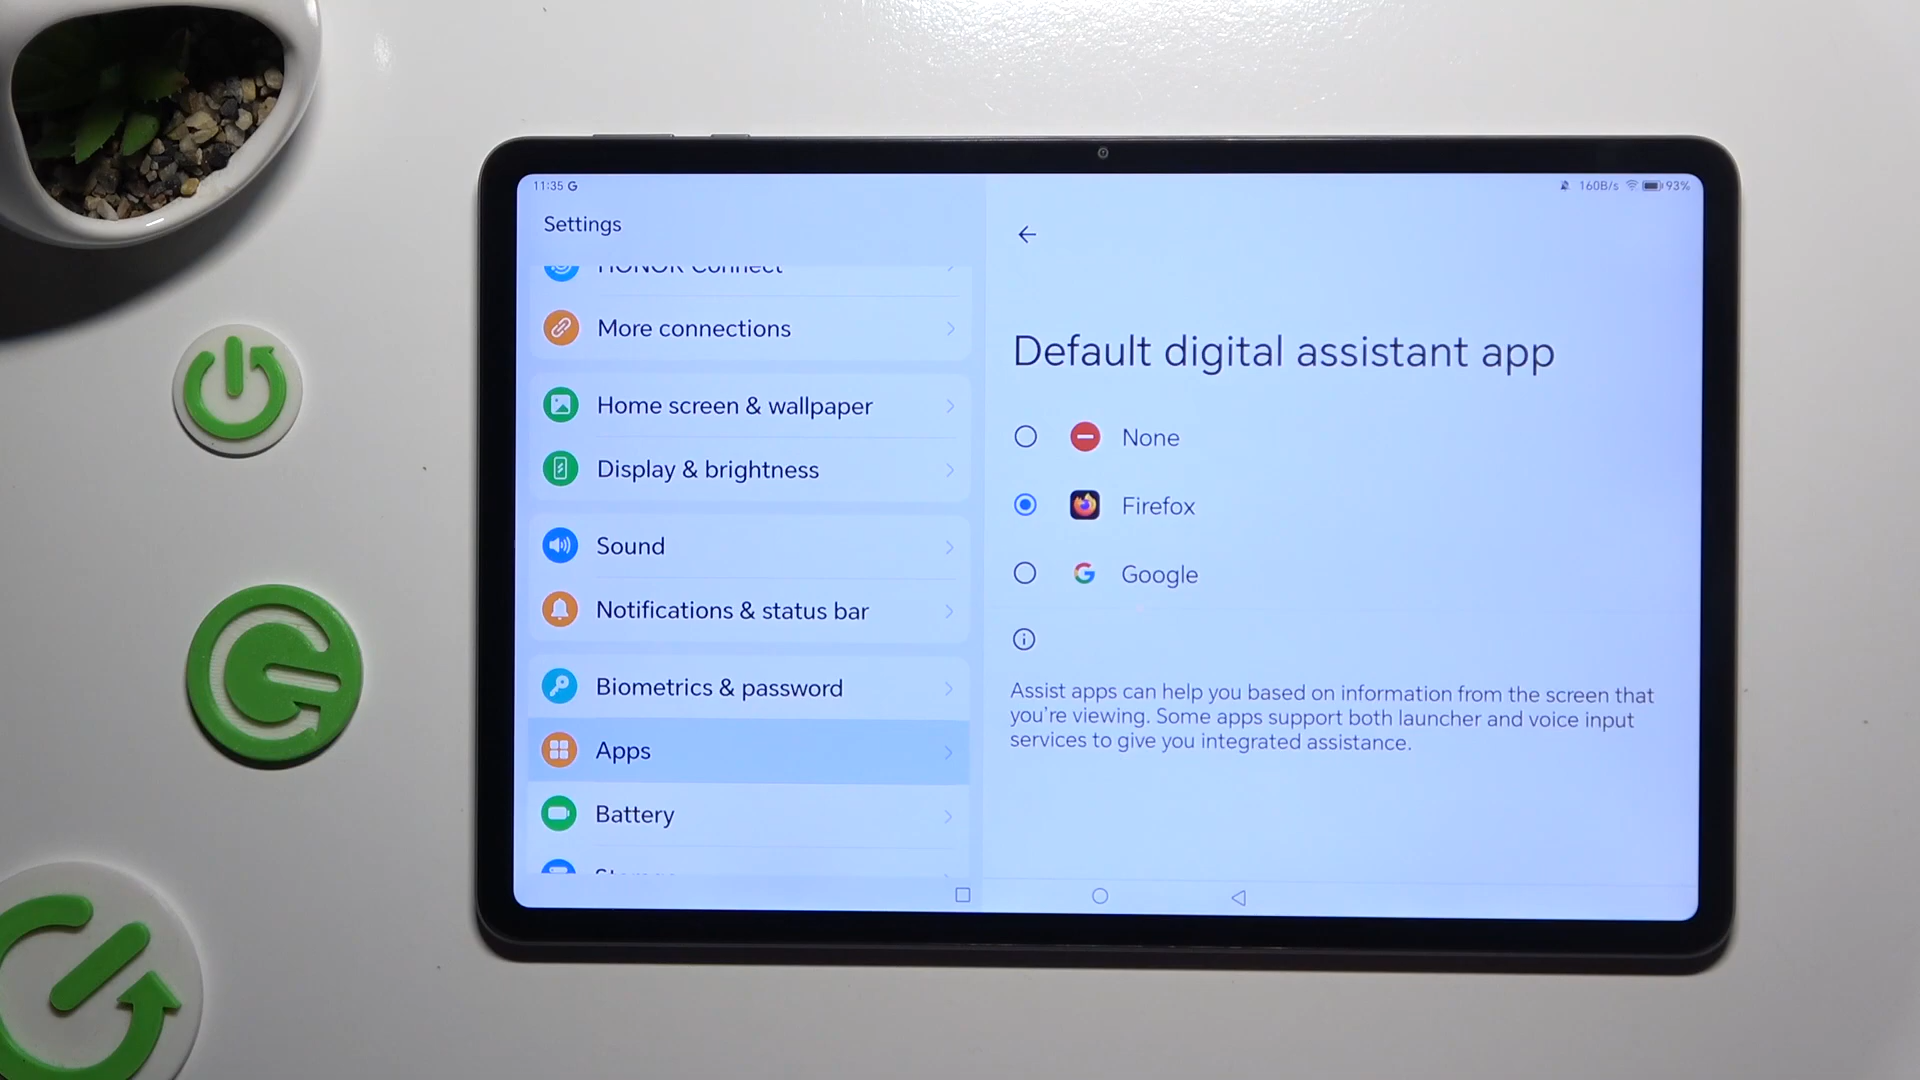 11:35 G
160B/s 93%
Settings
HONOR Connect
More connections
Home screen & wallpaper
Display & brightness
Sound
Notifications & status bar
Biometrics & password
Apps
Battery
Default digital assistant app
None
Firefox
Google
Assist apps can help you based on information from the screen that
you're viewing. Some apps support both launcher and voice input
services to give you integrated assistance.